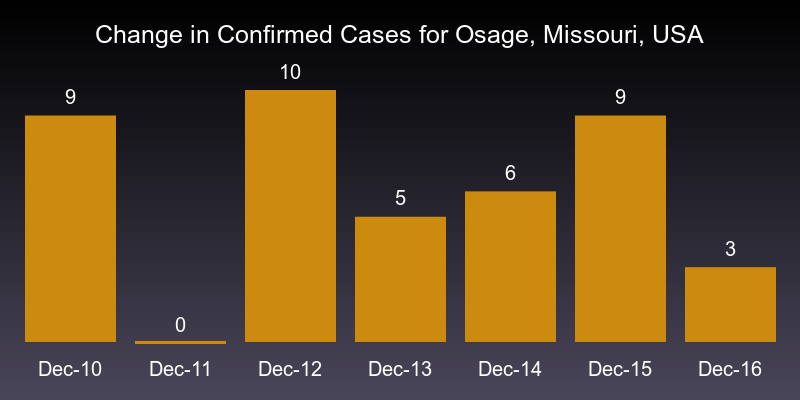 Change in Confirmed Cases for Osage, Missouri, USA
9
0
10
5
6
9
3
Dec-10
Dec-11
Dec-12
Dec-13
Dec-14
Dec-15
Dec-16